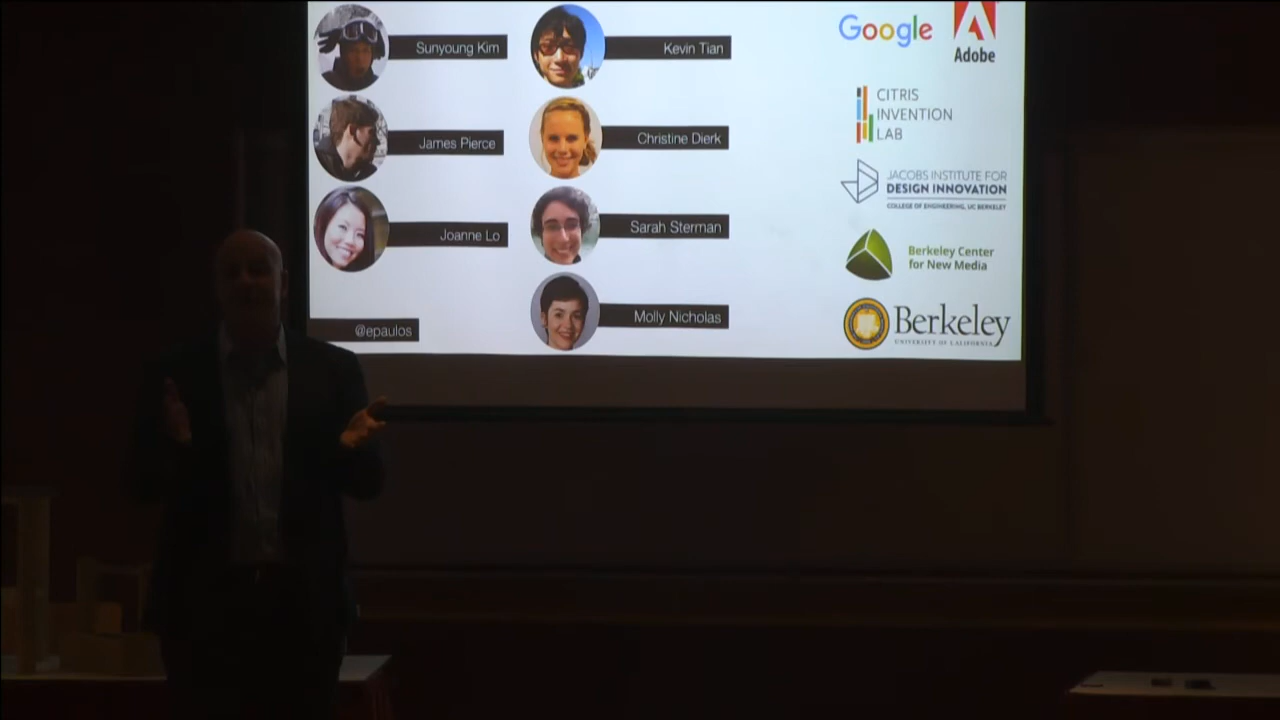 Sunyoung Kim
James Pierce
Joanne Lo
@epaulos
Kevin Tian
Christine Dierk
Sarah Sterman
Molly Nicholas
Google
Adobe
CITRIS
INVENTION
LAB
JACOBS INSTITUTE FOR
DESIGN INNOVATION
COLLEGE OF ENGINEERING, UC BERKELEY
Berkeley Center
for New Media
Berkeley
UNIVERSITY OF CALIFORNIA